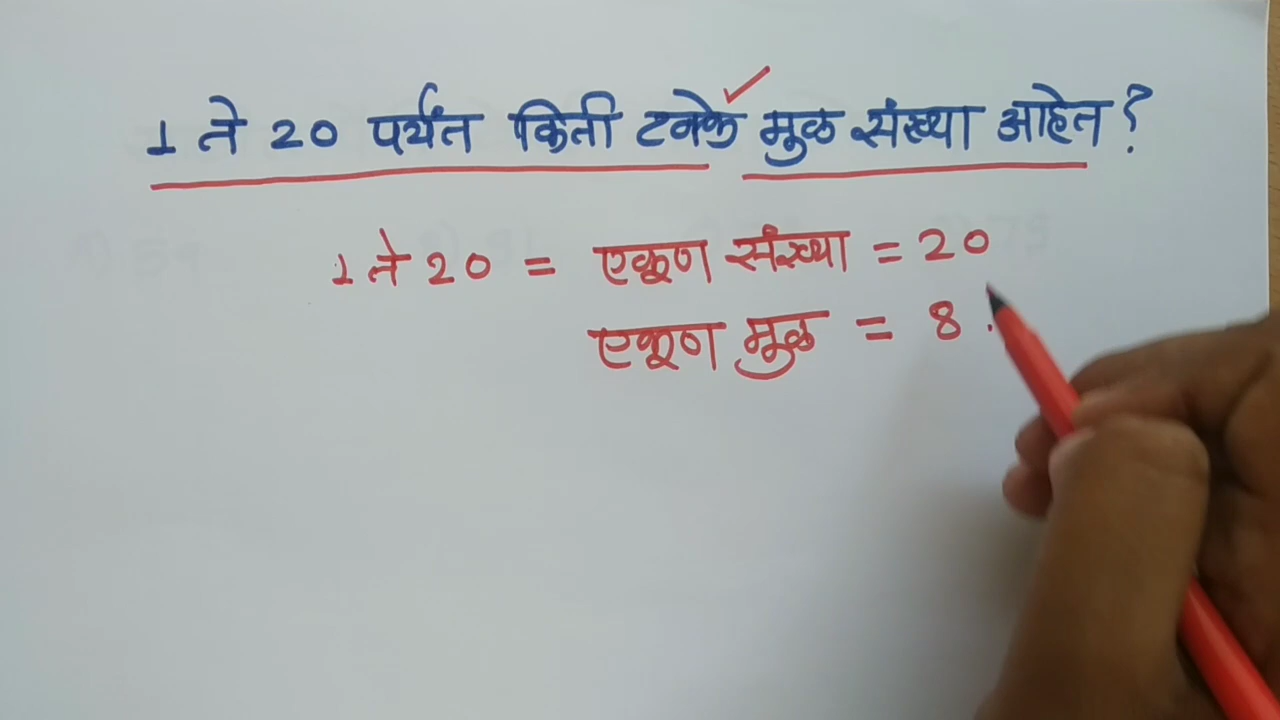 1 ते 20 पर्यंत किती टक्के मुळ संख्या आहेत?
1 ते 20 = एकूण संख्या = 20
एकूण मुळ = 8